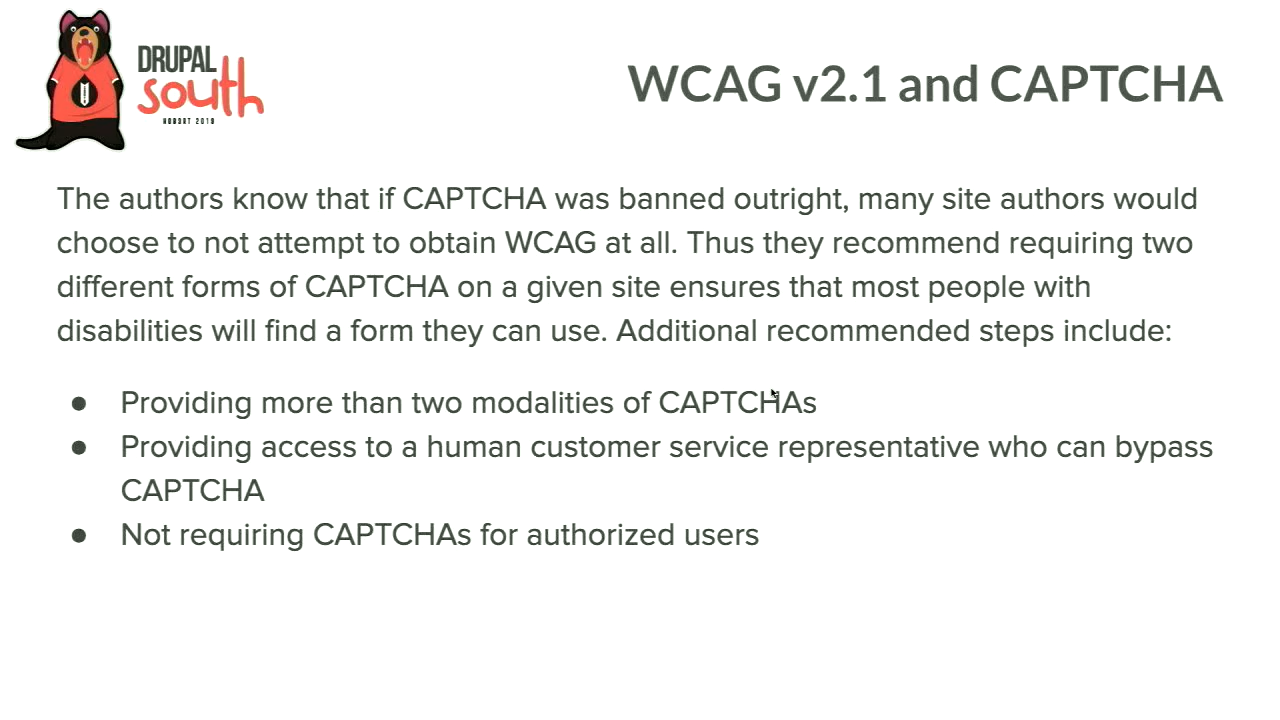 DRUPAL
south
AUGUST 2019
WCAG v2.1 and CAPTCHA
The authors know that if CAPTCHA was banned outright, many site authors would
choose to not attempt to obtain WCAG at all. Thus they recommend requiring two
different forms of CAPTCHA on a given site ensures that most people with
disabilities will find a form they can use. Additional recommended steps include:
● Providing more than two modalities of CAPTCHAs
● Providing access to a human customer service representative who can bypass
CAPTCHA
● Not requiring CAPTCHAs for authorized users